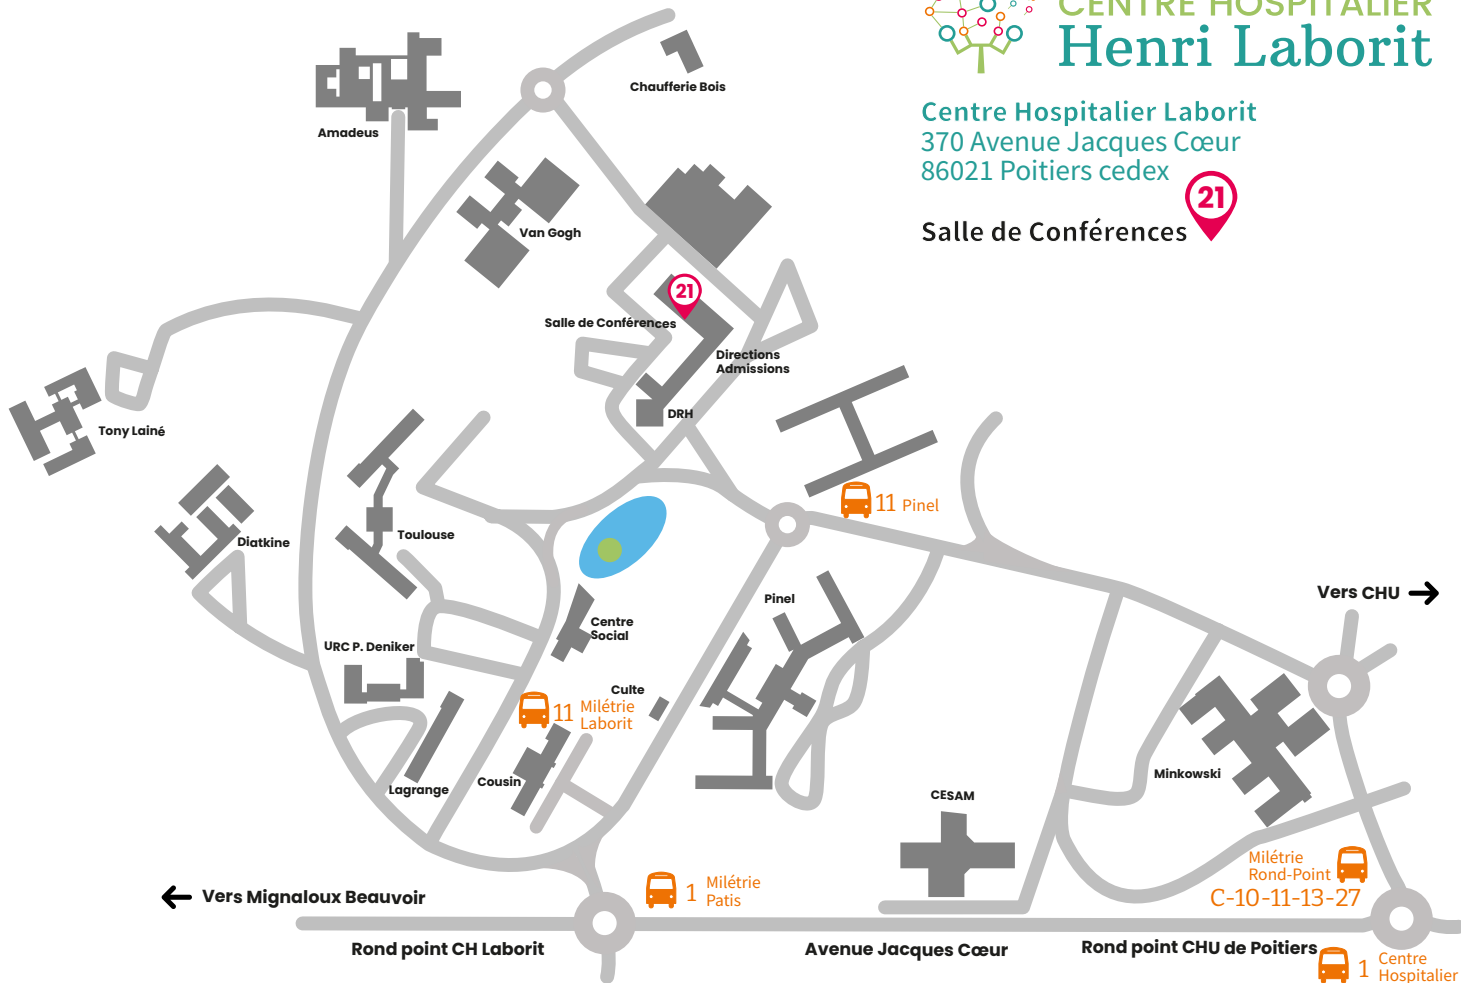 CENTRE HOSPITALIER
Henri Laborit
Centre Hospitalier Laborit
370 Avenue Jacques Cœur
86021 Poitiers cedex
Salle de Conférences
21
Chaufferie Bois
Amadeus
Van Gogh
21
Salle de Conférences
Directions
Admissions
DRH
Tony Lainé
11 Pinel
Toulouse
Diatkine
Pinel
Vers CHU
Centre
Social
URC P. Deniker
Culte
11 Milétrie
Laborit
Cousin
Lagrange
Minkowski
CESAM
Milétrie
Rond-Point
C-10-11-13-27
1 Milétrie
Patis
Vers Mignaloux Beauvoir
Rond point CH Laborit
Avenue Jacques Cœur
Rond point CHU de Poitiers
1 Centre
Hospitalier